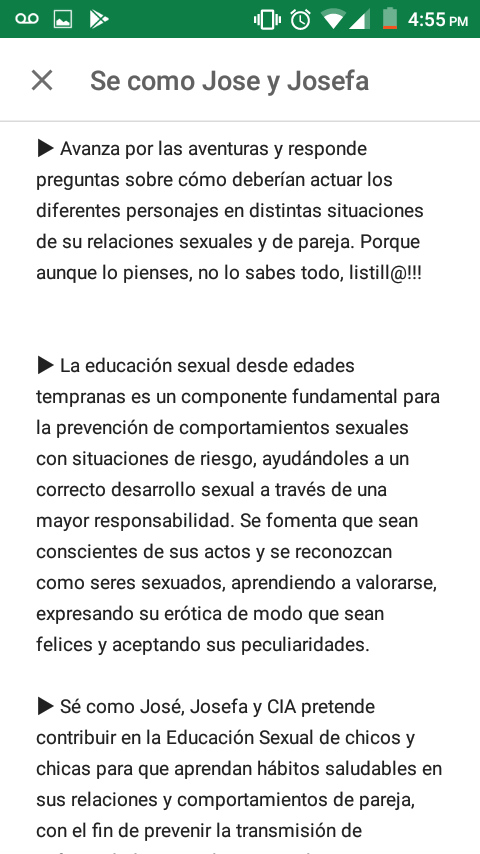 4:55 PM
Se como Jose y Josefa
▶ Avanza por las aventuras y responde
preguntas sobre cómo deberían actuar los
diferentes personajes en distintas situaciones
de su relaciones sexuales y de pareja. Porque
aunque lo pienses, no lo sabes todo, listill@!!!
▶ La educación sexual desde edades
tempranas es un componente fundamental para
la prevención de comportamientos sexuales
con situaciones de riesgo, ayudándoles a un
correcto desarrollo sexual a través de una
mayor responsabilidad. Se fomenta que sean
conscientes de sus actos y se reconozcan
como seres sexuados, aprendiendo a valorarse,
expresando su erótica de modo que sean
felices y aceptando sus peculiaridades.
▶ Sé como José, Josefa y CIA pretende
contribuir en la Educación Sexual de chicos y
chicas para que aprendan hábitos saludables en
sus relaciones y comportamientos de pareja,
con el fin de prevenir la transmisión de